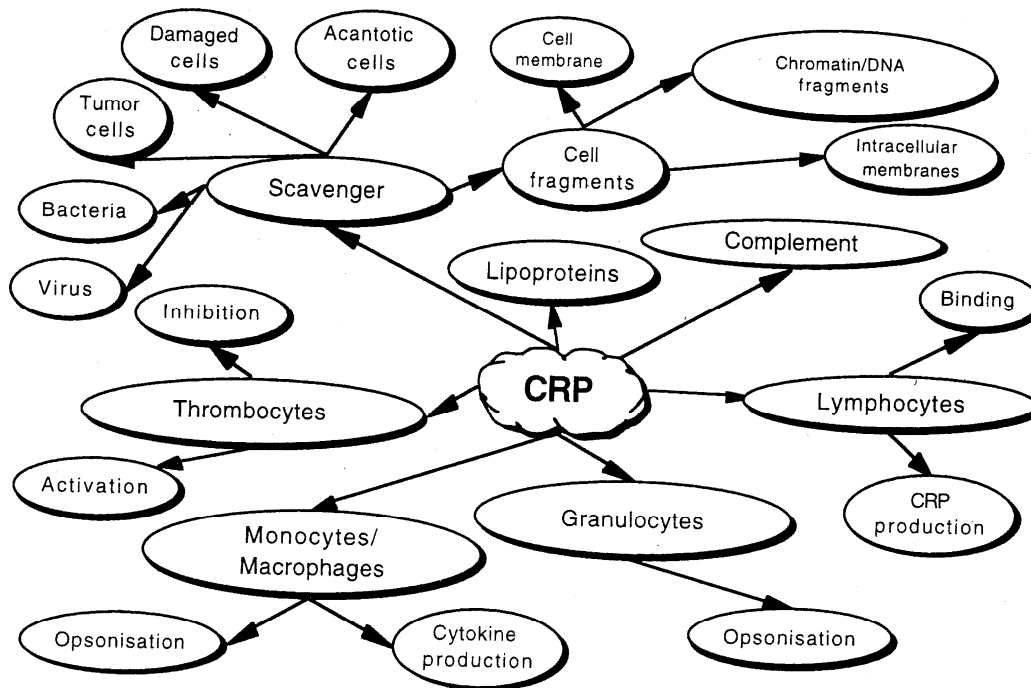 Damaged
cells
Acantotic
cells
Cell
membrane
Chromatin/DNA
fragments
Tumor
cells
Cell
fragments
Intracellular
membranes
Scavenger
Bacteria
Complement
Lipoproteins
Virus
Inhibition
Binding
CRP
Thrombocytes
Lymphocytes
Activation
Monocytes/
Macrophages
Granulocytes
CRP
production
Opsonisation
Cytokine
production
Opsonisation